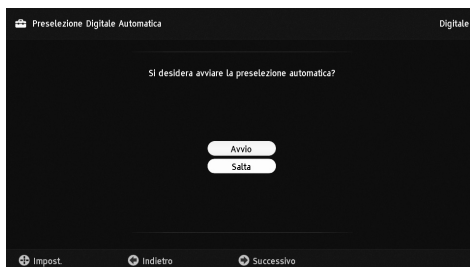 Preselezione Digitale Automatica Digitale
Si desidera avviare la preselezione automatica?
Avvio
Salta
Impost. Indietro Successivo